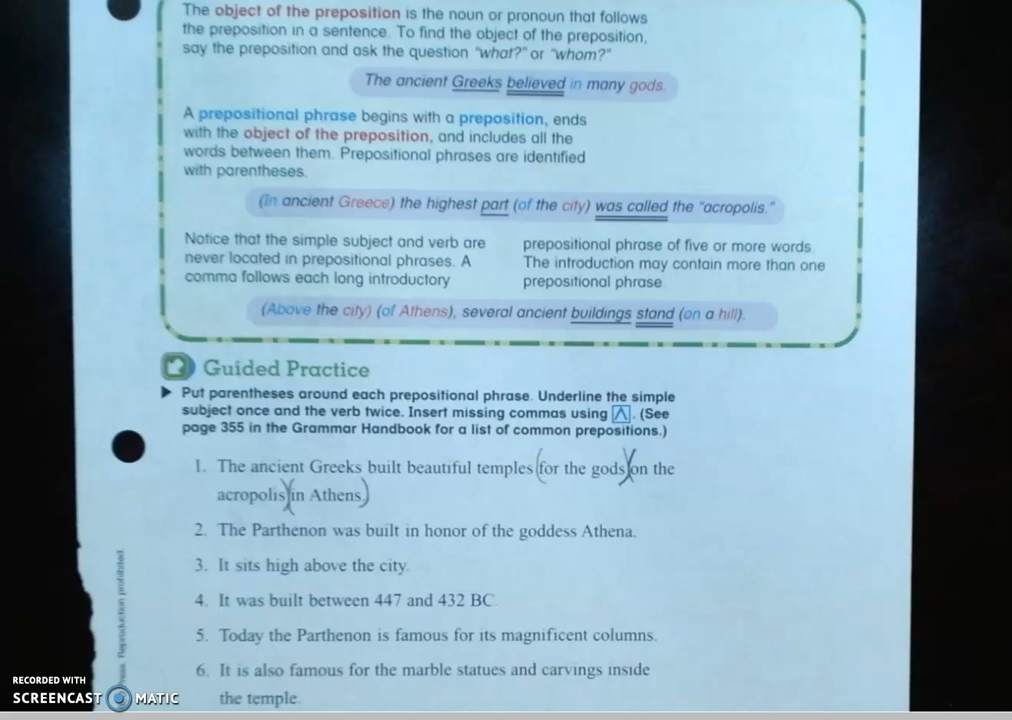 The object of the preposition is the noun or pronoun that follows
the preposition in a sentence. To find the object of the preposition,
say the preposition and ask the question "what?" or "whom?"
The ancient Greeks believed in many gods.
A prepositional phrase begins with a preposition, ends
with the object of the preposition, and includes all the
words between them. Prepositional phrases are identified
with parentheses.
(In ancient Greece) the highest part (of the city) was called the "acropolis."
Notice that the simple subject and verb are
never located in prepositional phrases. A
comma follows each long introductory
prepositional phrase of five or more words.
The introduction may contain more than one
prepositional phrase
(Above the city) (of Athens), several ancient buildings stand (on a hill).
Guided Practice
Put parentheses around each prepositional phrase. Underline the simple
subject once and the verb twice. Insert missing commas using ⋀. (See
page 355 in the Grammar Handbook for a list of common prepositions.)
1. The ancient Greeks built beautiful temples (for the gods)(on the
acropolis)(in Athens)
2. The Parthenon was built in honor of the goddess Athena.
3. It sits high above the city.
4. It was built between 447 and 432 BC
5. Today the Parthenon is famous for its magnificent columns.
6. It is also famous for the marble statues and carvings inside
the temple.
Reproduction prohibited.
RECORDED WITH
SCREENCAST MATIC